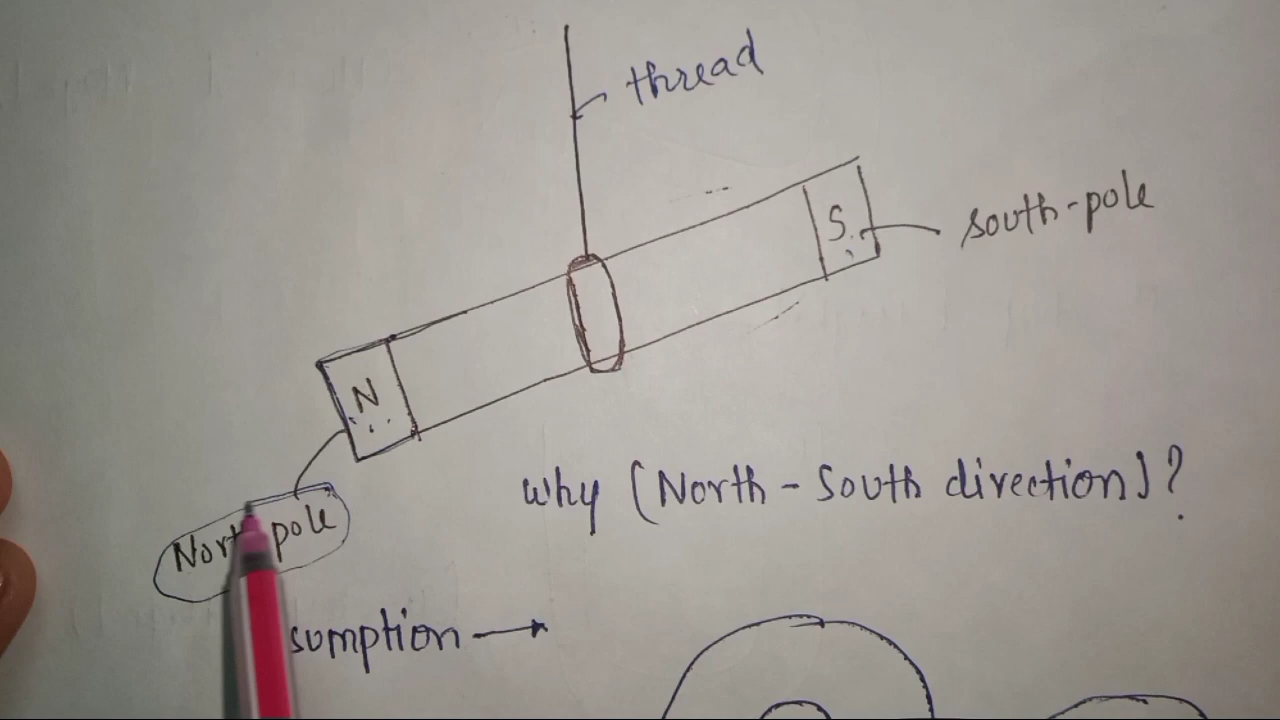 thread
S
south-pole
N
why (North - South direction)?
pole
sumption →